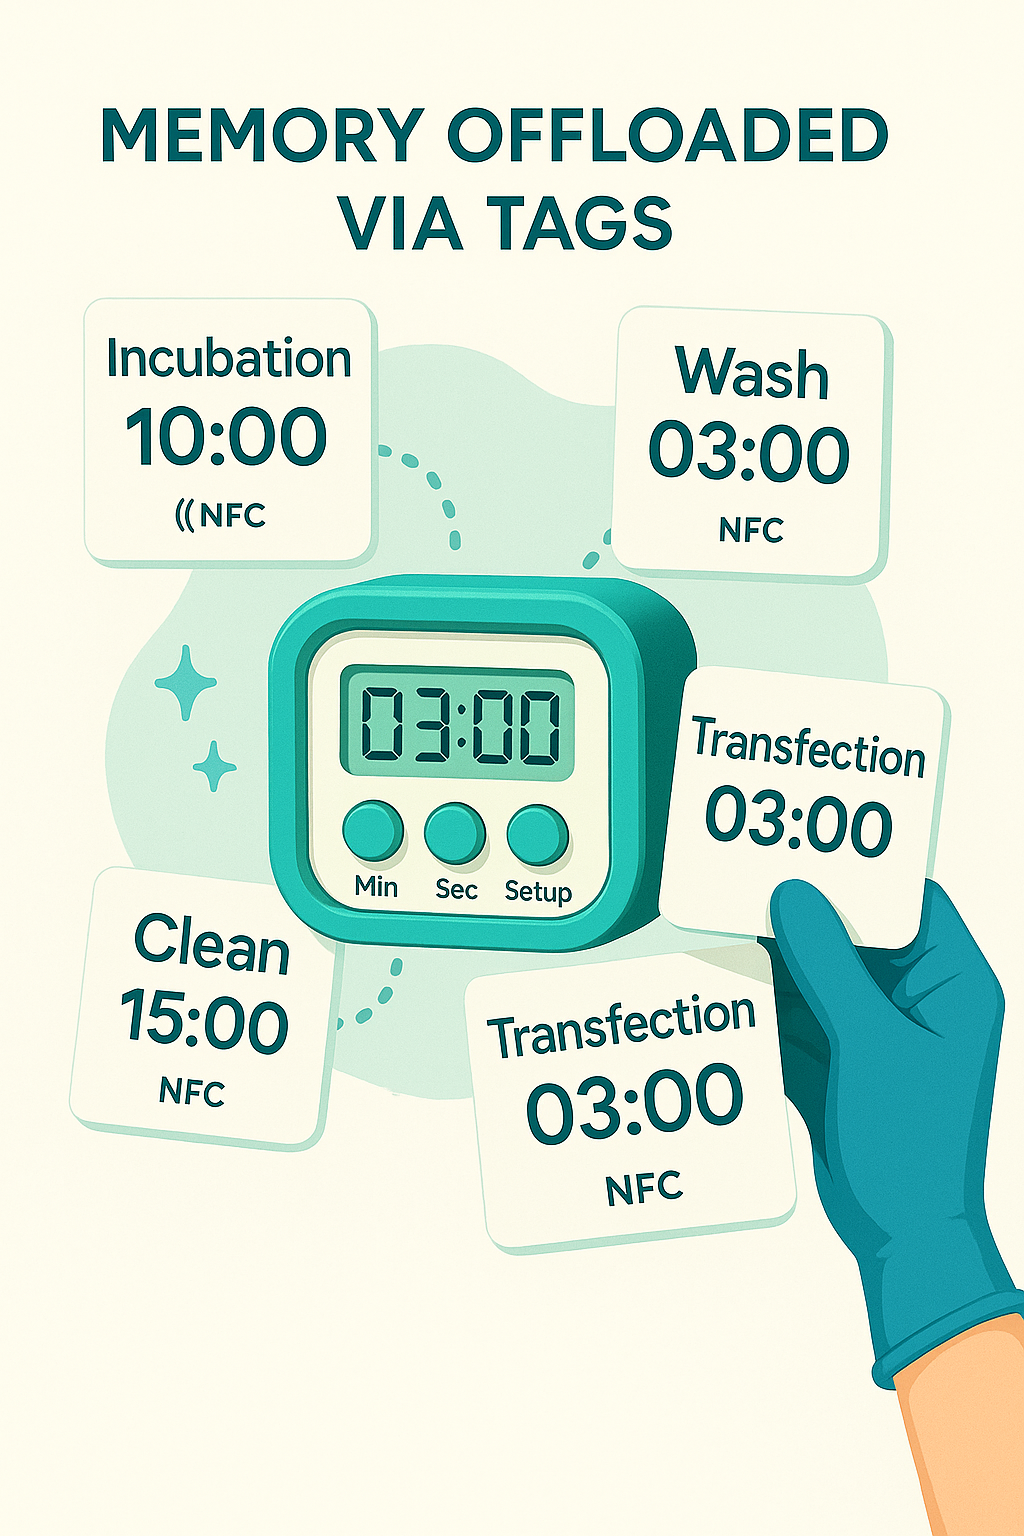 MEMORY OFFLOADED
VIA TAGS
Incubation
10:00
((NFC
Wash
03:00
NFC
03:00
Min Sec Setup
Transfection
03:00
Clean
15:00
NFC
Transfection
03:00
NFC